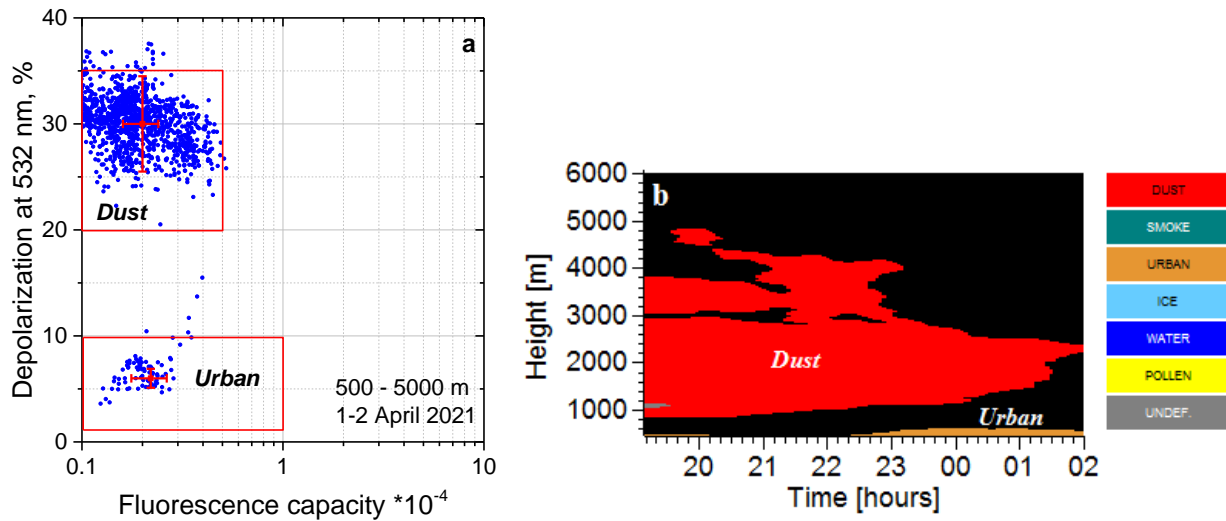 40
30
20
10
0
Depolarization at 532 nm, %
a
Dust
Urban
500 - 5000 m
1-2 April 2021
0.1 1 10
Fluorescence capacity *10⁻⁴
6000
5000
4000
3000
2000
1000
Height [m]
b
Dust
Urban
20 21 22 23 00 01 02
Time [hours]
DUST
SMOKE
URBAN
ICE
WATER
POLLEN
UNDEF.